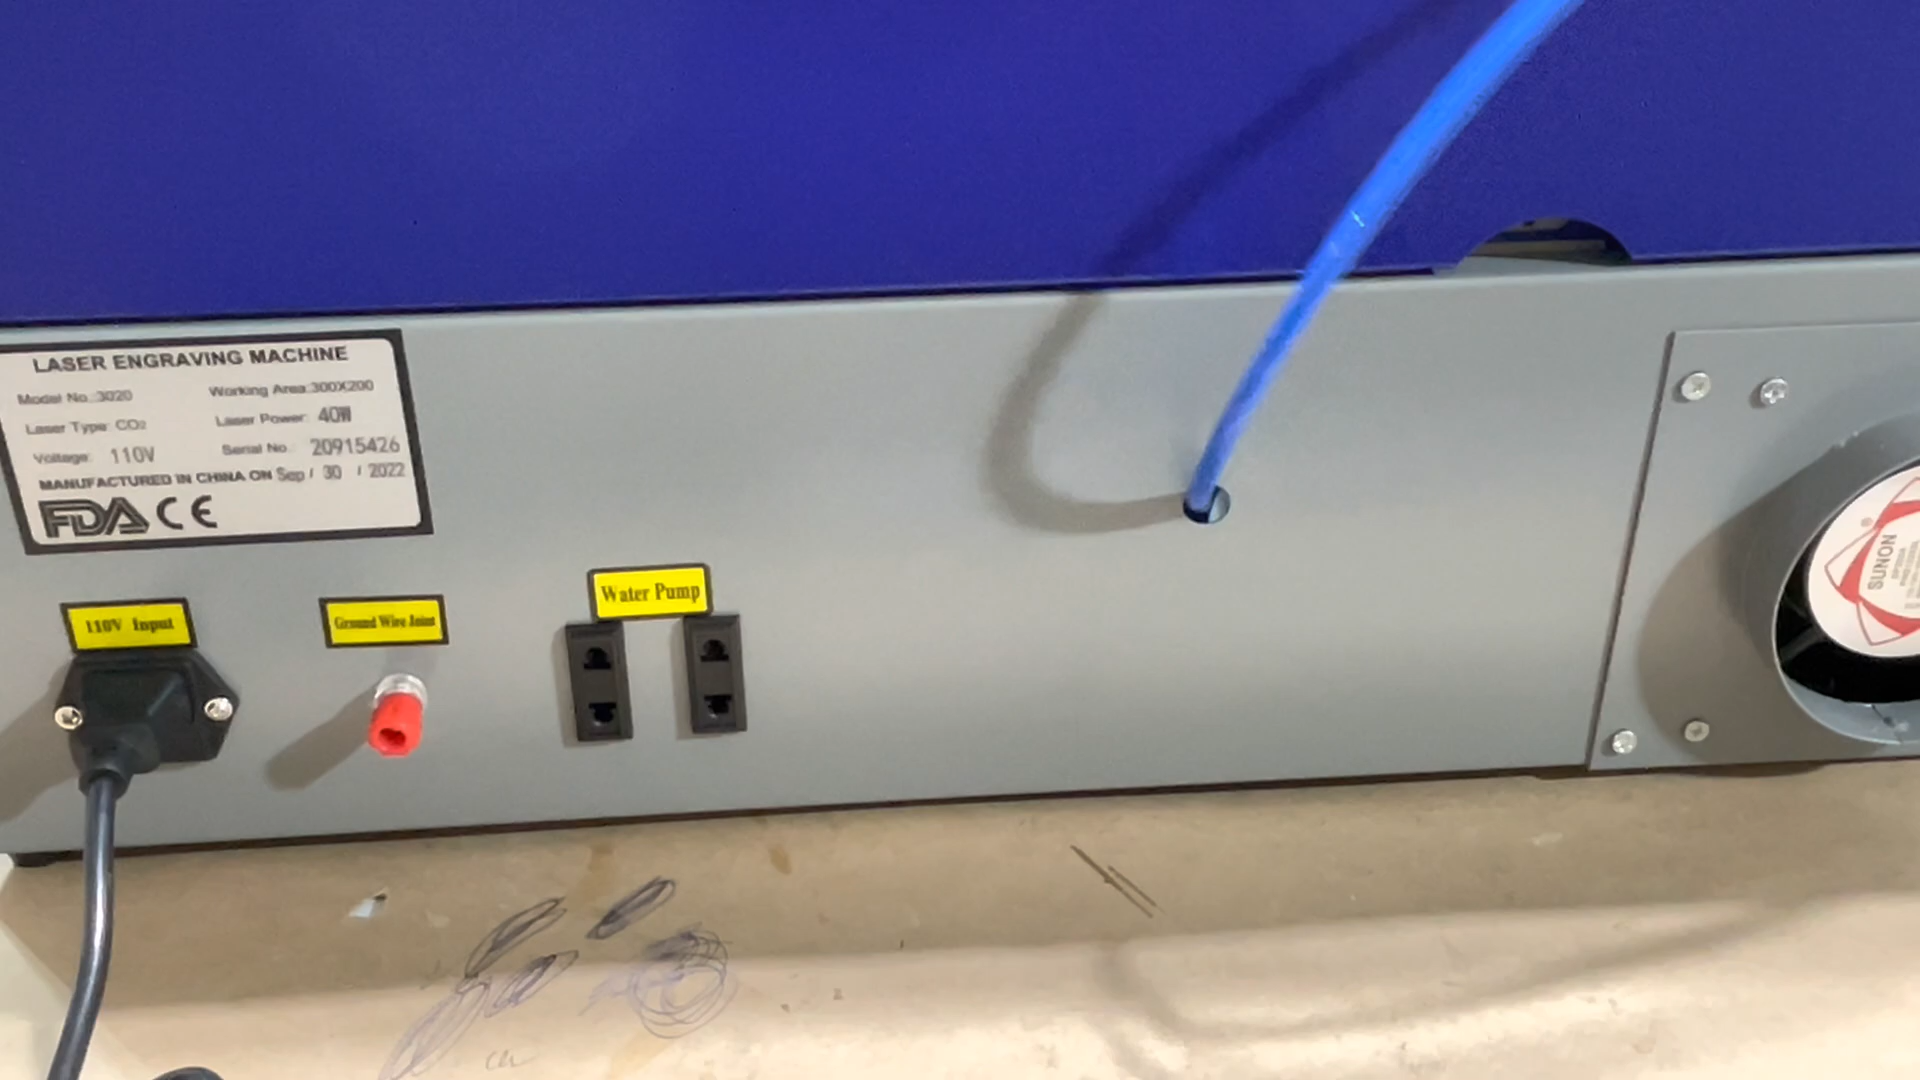 LASER ENGRAVING MACHINE
Model No.:3020 Working Area:300X200
Laser Type: CO2 Laser Power: 40W
Voltage: 110V Serial No.: 20915426
MANUFACTURED IN CHINA ON Sep / 30 / 2022
FDA CE
110V Input
Ground Wire Joint
Water Pump
SUNON